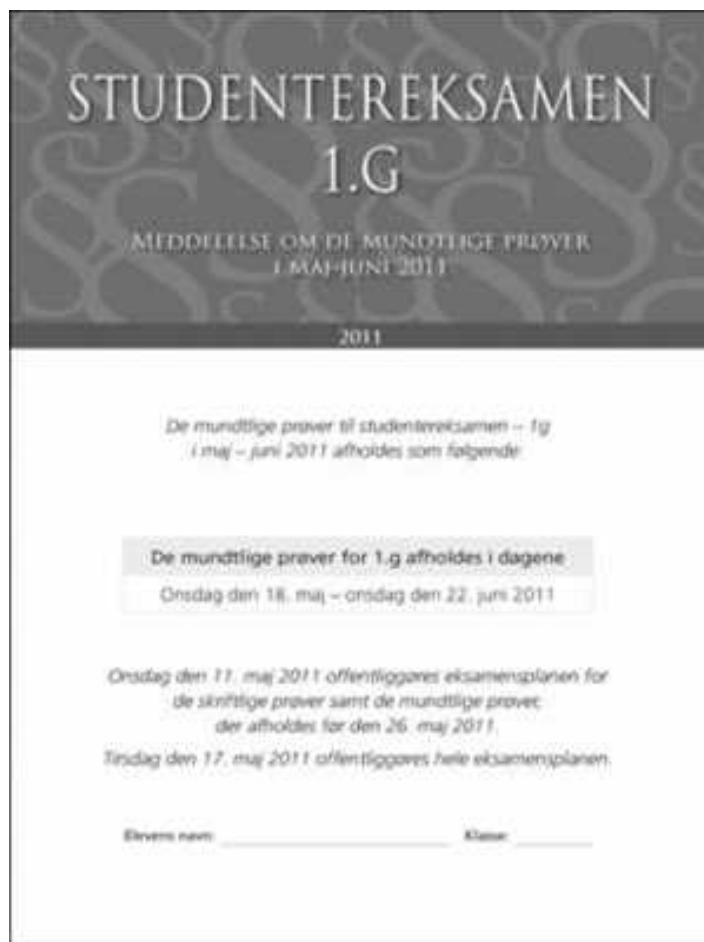 STUDENTEREKSAMEN
1.G
MEDDELELSE OM DE MUNDTLIGE PRØVER
I MAJ-JUNI 2011
2011
De mundtlige prøver til studentereksamen – 1g
i maj – juni 2011 afholdes som følgende:
De mundtlige prøver for 1.g afholdes i dagene
Onsdag den 18. maj – onsdag den 22. juni 2011
Onsdag den 11. maj 2011 offentliggøres eksamensplanen for
de skriftlige prøver samt de mundtlige prøver,
der afholdes før den 26. maj 2011.
Tirsdag den 17. maj 2011 offentliggøres hele eksamensplanen.
Elevens navn: Klasse: